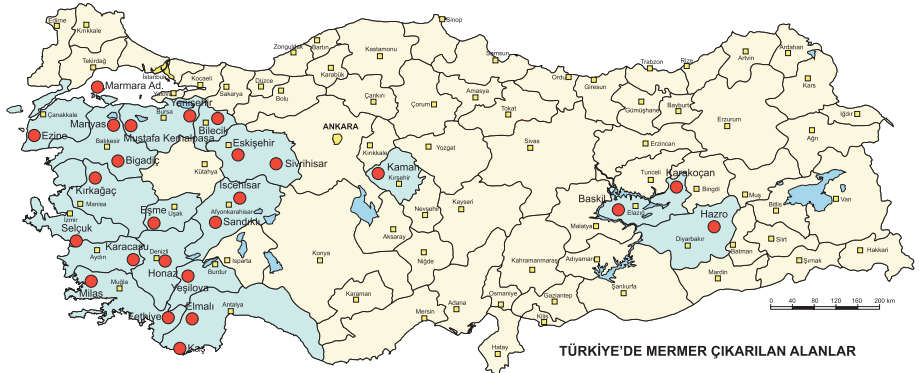 Edirne
Kırıkkale
Tekirdağ
İstanbul
Kocaeli
Yalova
Sakarya
Düzce
Bolu
Zonguldak
Bartın
Karabük
Kastamonu
Sinop
Çankırı
Çorum
Samsun
Amasya
Tokat
Ordu
Giresun
Trabzon
Rize
Artvin
Ardahan
Kars
Iğdır
Gümüşhane
Bayburt
Erzurum
Ağrı
Erzincan
Sivas
Yozgat
Kırıkkale
ANKARA
Marmara Ad.
Çanakkale
Ezine
Manyas
Balıkesir
Mustafa Kemalpaşa
Bursa
Yenişehir
Bilecik
Eskişehir
Sivrihisar
Bigadiç
Kütahya
Kırkağaç
Manisa
İzmir
Eşme
Uşak
İscehisar
Afyonkarahisar
Sandıklı
Selçuk
Aydın
Karacasu
Denizli
Honaz
Burdur
Isparta
Yeşilova
Milas
Muğla
Fethiye
Elmalı
Antalya
Kaş
Kaman
Kırşehir
Nevşehir
Kayseri
Aksaray
Niğde
Konya
Karaman
Mersin
Adana
Osmaniye
Hatay
Kilis
Gaziantep
Kahramanmaraş
Adıyaman
Şanlıurfa
Malatya
Baskil
Elazığ
Tunceli
Karakoçan
Bingöl
Muş
Bitlis
Van
Hazro
Diyarbakır
Batman
Siirt
Şırnak
Hakkari
Mardin
0 40 80 120 160 200 km
TÜRKİYE'DE MERMER ÇIKARILAN ALANLAR